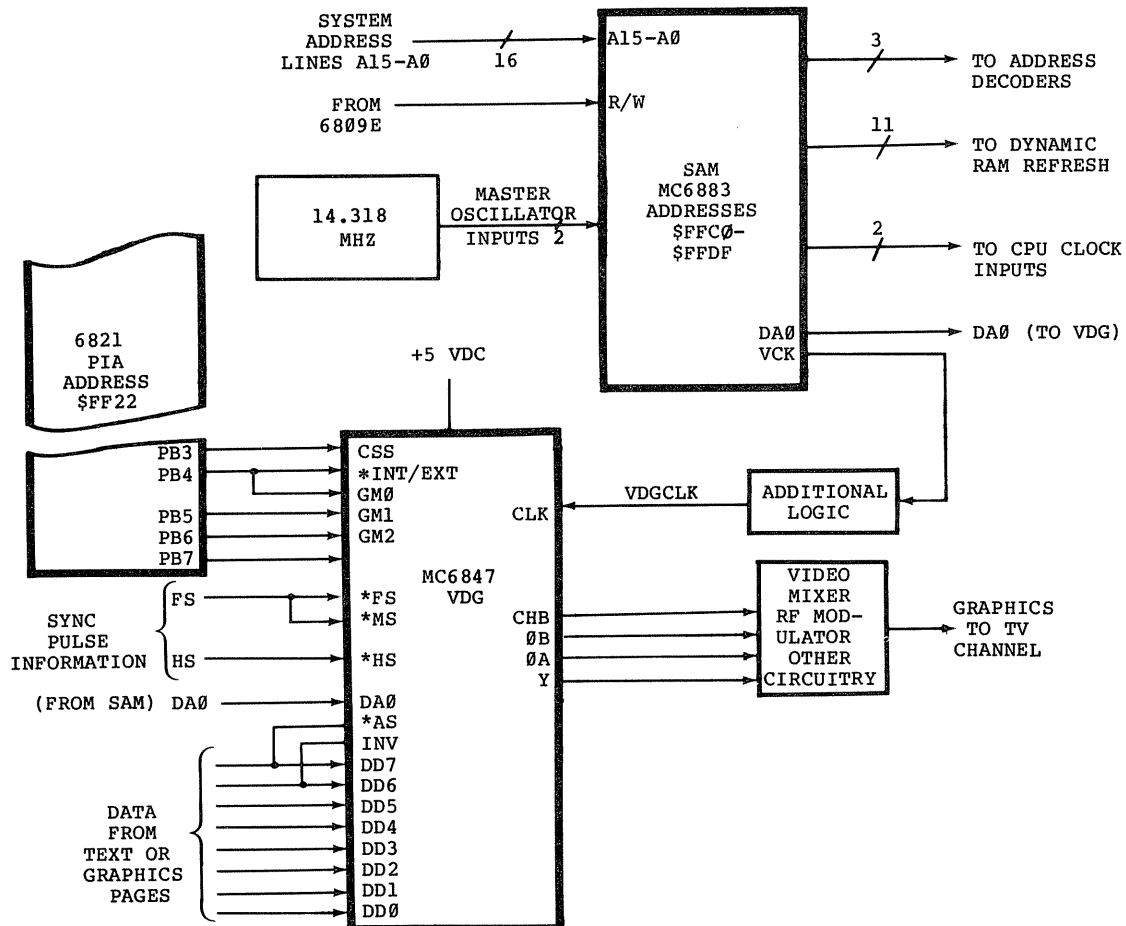 SYSTEM
ADDRESS
LINES A15-AØ
16
A15-AØ
FROM
6809E
R/W
SAM
MC6883
ADDRESSES
$FFCØ-
$FFDF
3
TO ADDRESS
DECODERS
11
TO DYNAMIC
RAM REFRESH
2
TO CPU CLOCK
INPUTS
14.318
MHZ
MASTER
OSCILLATOR
INPUTS 2
DAØ
DAØ (TO VDG)
VCK
6821
PIA
ADDRESS
$FF22
+5 VDC
PB3
PB4
PB5
PB6
PB7
CSS
*INT/EXT
GMØ
GM1
GM2
MC6847
VDG
CLK
VDGCLK
ADDITIONAL
LOGIC
SYNC
PULSE
INFORMATION
FS
HS
*FS
*MS
*HS
CHB
ØB
ØA
Y
VIDEO
MIXER
RF MOD-
ULATOR
OTHER
CIRCUITRY
GRAPHICS
TO TV
CHANNEL
(FROM SAM) DAØ
DAØ
*AS
INV
DD7
DD6
DD5
DD4
DD3
DD2
DD1
DDØ
DATA
FROM
TEXT OR
GRAPHICS
PAGES